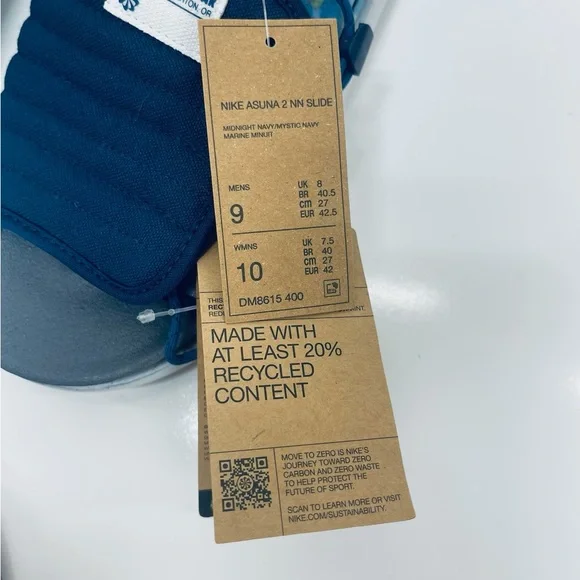 TON, OR
NIKE ASUNA 2 NN SLIDE
MIDNIGHT NAVY/MYSTIC NAVY
MARINE MINUIT
MENS
9
UK 8
BR 40.5
CM 27
EUR 42.5
WMNS
10
UK 7.5
BR 40
CM 27
EUR 42
DM8615 400
THIS
MADE WITH
AT LEAST 20%
RECYCLED
CONTENT
MOVE TO ZERO IS NIKE'S
JOURNEY TOWARD ZERO
CARBON AND ZERO WASTE
TO HELP PROTECT THE
FUTURE OF SPORT.
SCAN TO LEARN MORE OR VISIT
NIKE.COM/SUSTAINABILITY.